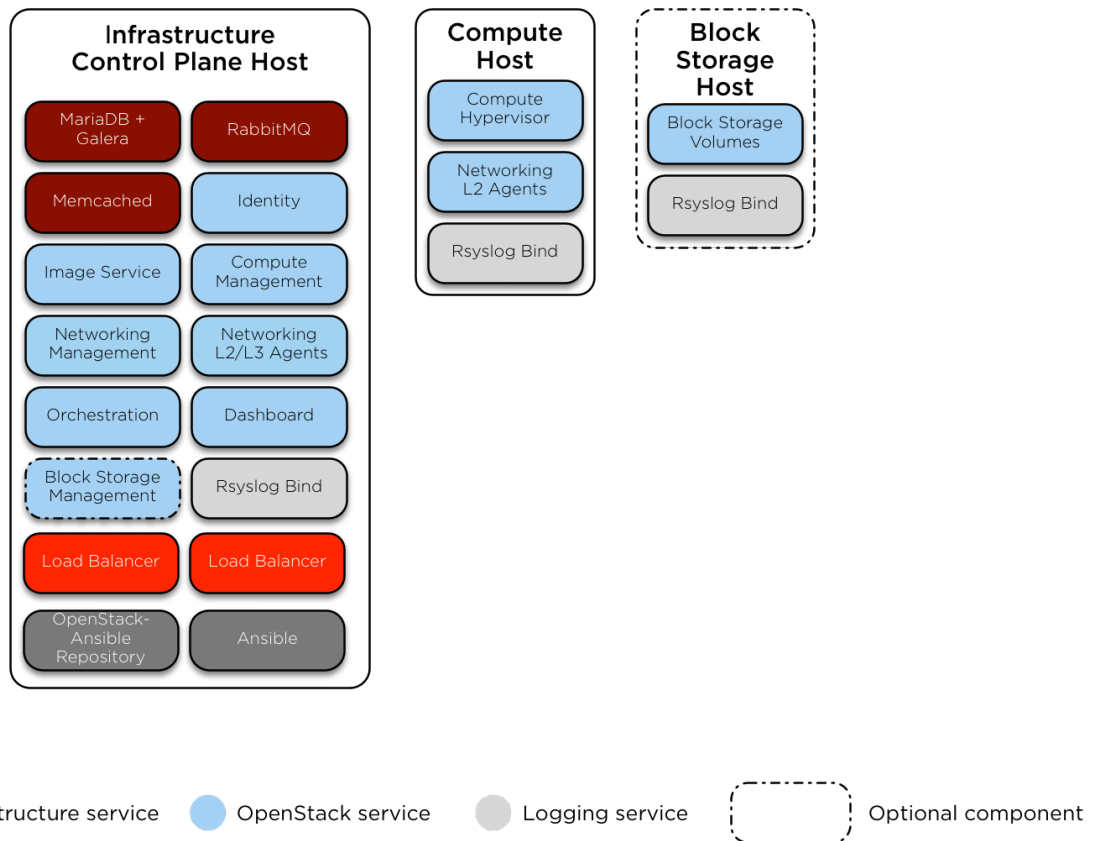 Infrastructure
Control Plane Host
MariaDB +
Galera
RabbitMQ
Memcached
Identity
Image Service
Compute
Management
Networking
Management
Networking
L2/L3 Agents
Orchestration
Dashboard
Block Storage
Management
Rsyslog Bind
Load Balancer
Load Balancer
OpenStack-
Ansible
Repository
Ansible
Compute
Host
Compute
Hypervisor
Networking
L2 Agents
Rsyslog Bind
Block
Storage
Host
Block Storage
Volumes
Rsyslog Bind
structure service
OpenStack service
Logging service
Optional component